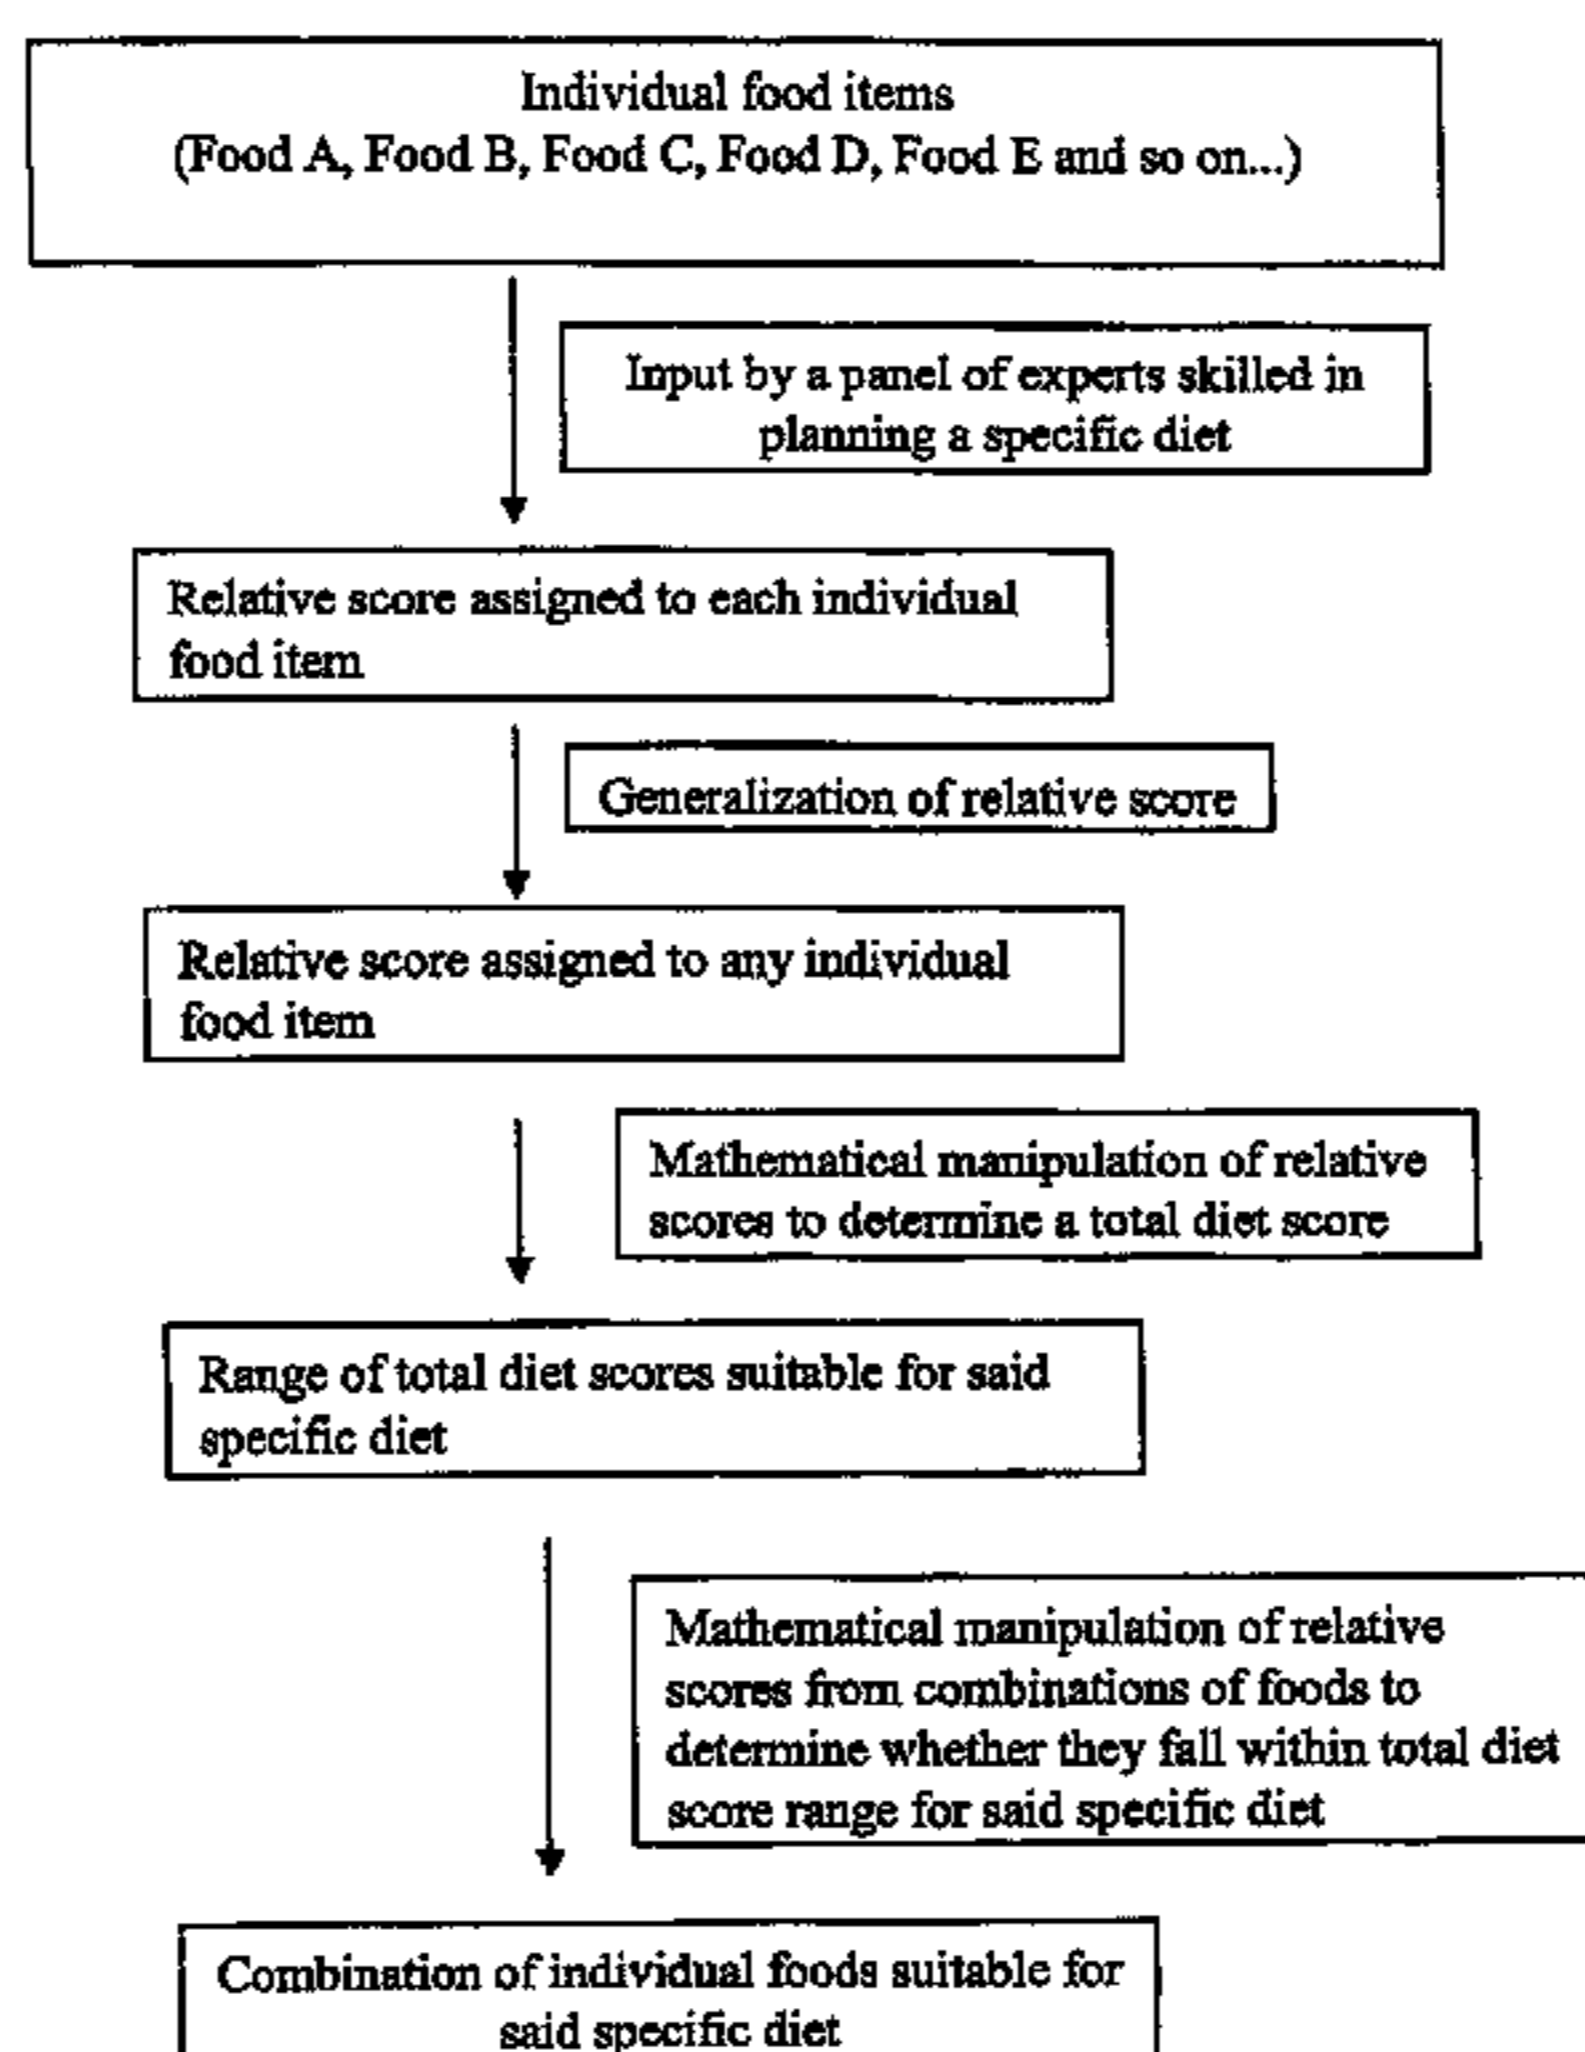 Individual food items
(Food A, Food B, Food C, Food D, Food E and so on...)
Input by a panel of experts skilled in
planning a specific diet
Relative score assigned to each individual
food item
Generalization of relative score
Relative score assigned to any individual
food item
Mathematical manipulation of relative
scores to determine a total diet score
Range of total diet scores suitable for said
specific diet
Mathematical manipulation of relative
scores from combinations of foods to
determine whether they fall within total diet
score range for said specific diet
Combination of individual foods suitable for
said specific diet